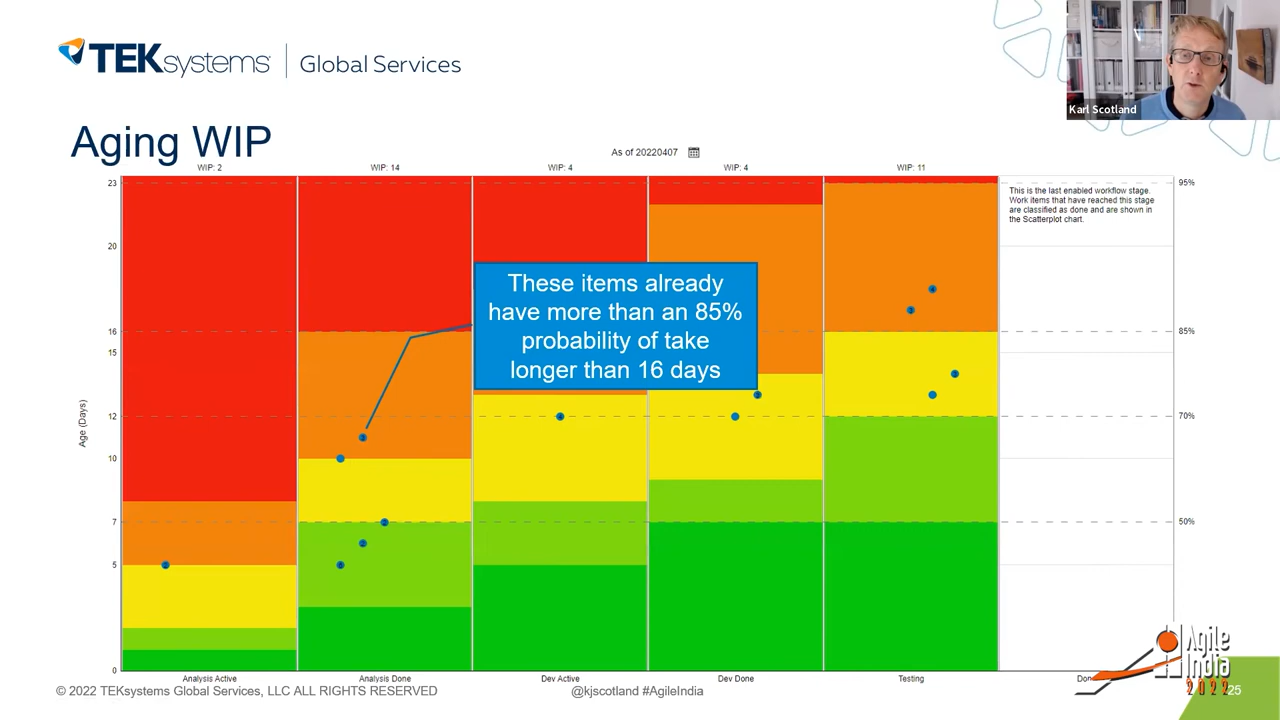 TEKsystems
Global Services
Karl Scotland
Aging WIP
As of 20220407
WIP: 2
WIP: 14
WIP: 4
WIP: 4
WIP: 11
23
20
16
15
12
10
7
5
0
Age (Days)
95%
85%
70%
50%
This is the last enabled workflow stage.
Work items that have reached this stage
are classified as done and are shown in
the Scatterplot chart.
These items already
have more than an 85%
probability of take
longer than 16 days
Analysis Active
Analysis Done
Dev Active
Dev Done
Testing
© 2022 TEKsystems Global Services, LLC ALL RIGHTS RESERVED
@kjscotland #AgileIndia
Agile
India
2022
25